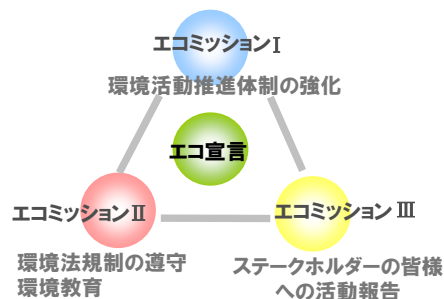 エコミッションⅠ
環境活動推進体制の強化
エコ宣言
エコミッションⅡ
環境法規制の遵守
環境教育
エコミッション Ⅲ
ステークホルダーの皆様
への活動報告